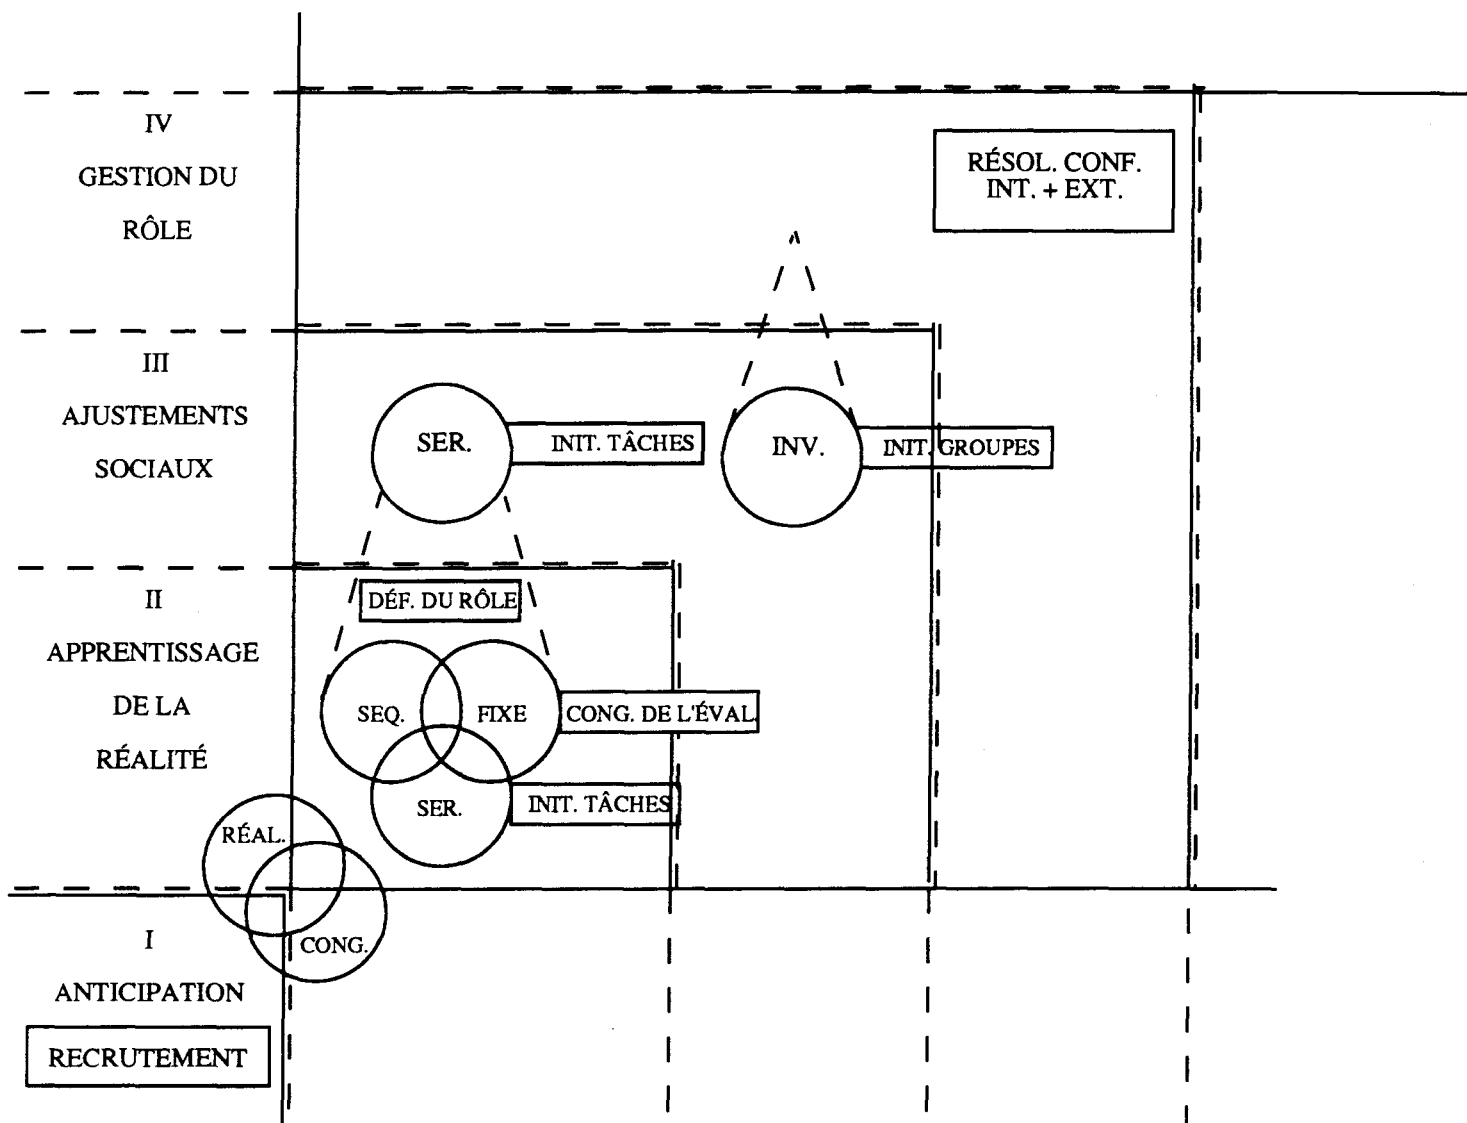 IV
GESTION DU
RÔLE
RÉSOL. CONF.
INT. + EXT.
III
AJUSTEMENTS
SOCIAUX
SER.
INIT. TÂCHES
INV.
INIT. GROUPES
II
APPRENTISSAGE
DE LA
RÉALITÉ
DÉF. DU RÔLE
SEQ.
FIXE
CONG. DE L'ÉVAL.
SER.
INIT. TÂCHES
RÉAL.
CONG.
I
ANTICIPATION
RECRUTEMENT